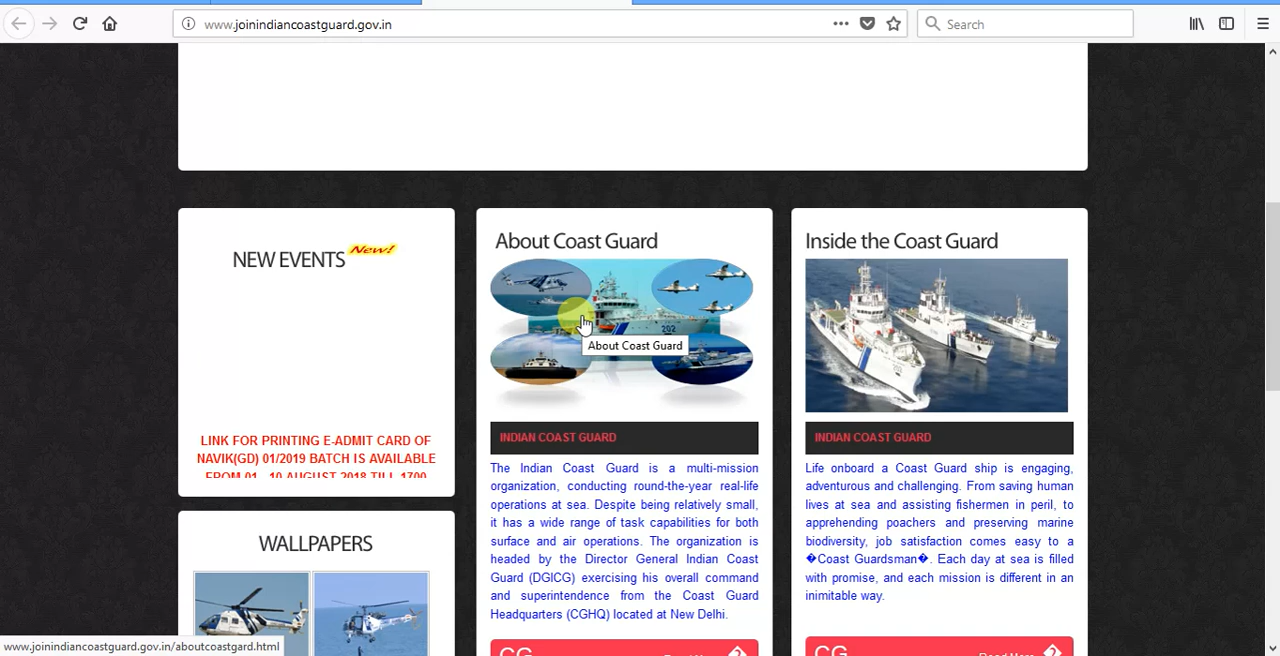 www.joinindiancoastguard.gov.in
Search
NEW EVENTS New!
LINK FOR PRINTING E-ADMIT CARD OF
NAVIK(GD) 01/2019 BATCH IS AVAILABLE
FROM 01 - 10 AUGUST 2018 TILL 1700
WALLPAPERS
About Coast Guard
202
About Coast Guard
INDIAN COAST GUARD
The Indian Coast Guard is a multi-mission
organization, conducting round-the-year real-life
operations at sea. Despite being relatively small,
it has a wide range of task capabilities for both
surface and air operations. The organization is
headed by the Director General Indian Coast
Guard (DGICG) exercising his overall command
and superintendence from the Coast Guard
Headquarters (CGHQ) located at New Delhi.
CG
Inside the Coast Guard
INDIAN COAST GUARD
Life onboard a Coast Guard ship is engaging,
adventurous and challenging. From saving human
lives at sea and assisting fishermen in peril, to
apprehending poachers and preserving marine
biodiversity, job satisfaction comes easy to a
�Coast Guardsman�. Each day at sea is filled
with promise, and each mission is different in an
inimitable way.
CG Read More
www.joinindiancoastguard.gov.in/aboutcoastgard.html